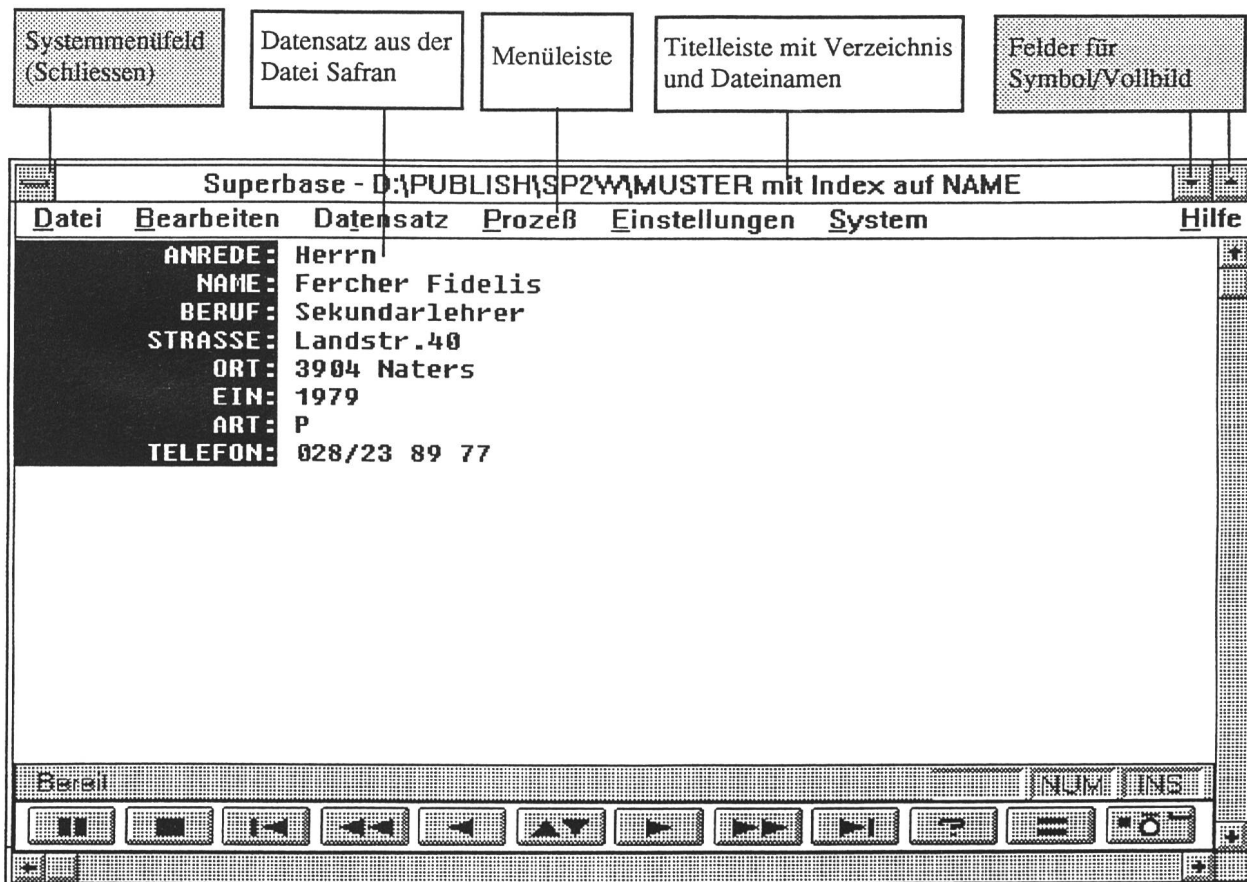 Systemmenüfeld
(Schliessen)
Datensatz aus der
Datei Safran
Menüleiste
Titelleiste mit Verzeichnis
und Dateinamen
Felder für
Symbol/Vollbild
Superbase - D:\PUBLISH\SP2W\MUSTER mit Index auf NAME
Datei Bearbeiten Datensatz Prozeß Einstellungen System Hilfe
ANREDE: Herrn
NAME: Fercher Fidelis
BERUF: Sekundarlehrer
STRASSE: Landstr.40
ORT: 3904 Naters
EIN: 1979
ART: P
TELEFON: 028/23 89 77
Bereit NUM INS
?